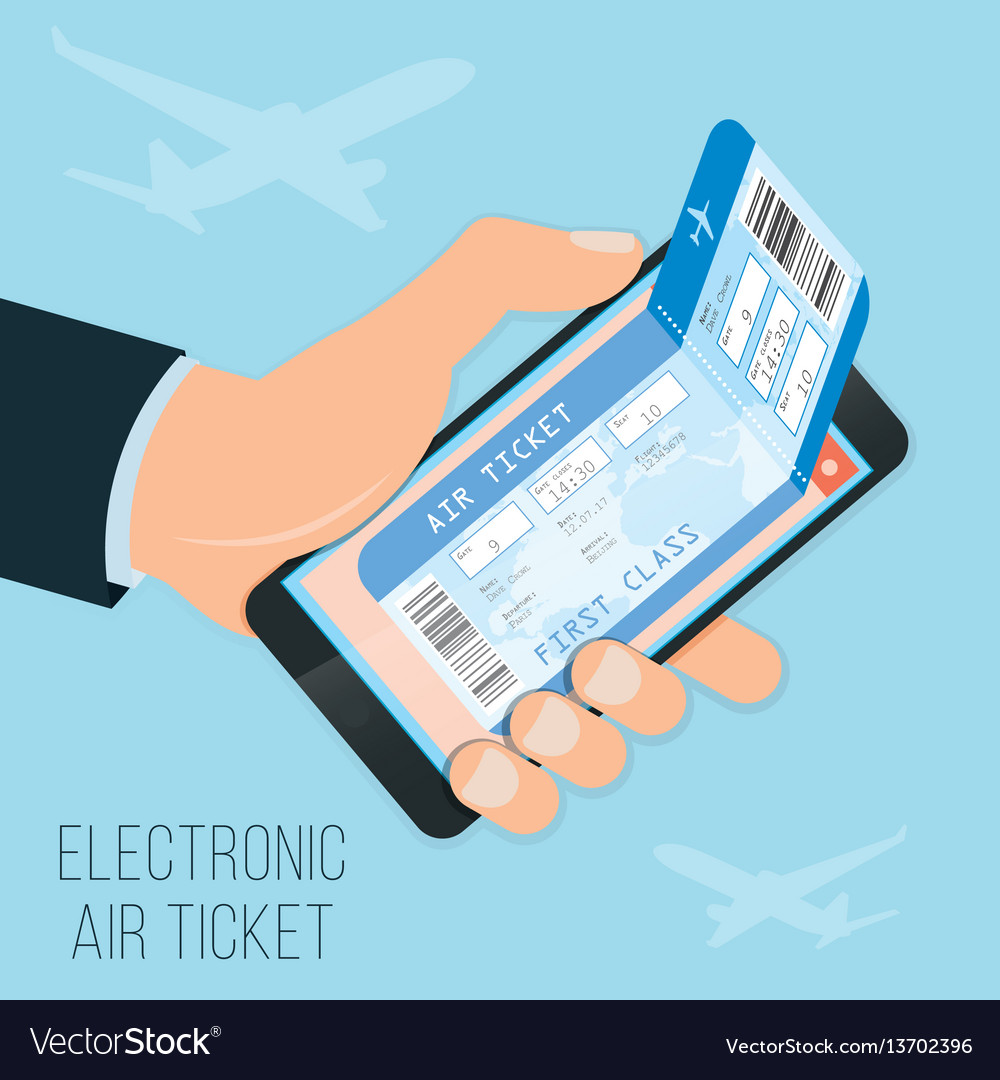 AIR TICKET
GATE
9
GATE CLOSES
14:30
SEAT
10
NAME:
DAVE CROWL
DATE:
12.07.17
FLIGHT:
12345678
DEPARTURE:
PARIS
ARRIVAL:
BEIJING
FIRST CLASS
NAME:
DAVE CROWL
GATE
9
GATE CLOSES
14:30
SEAT
10
ELECTRONIC
AIR TICKET
VectorStock®
VectorStock.com/13702396